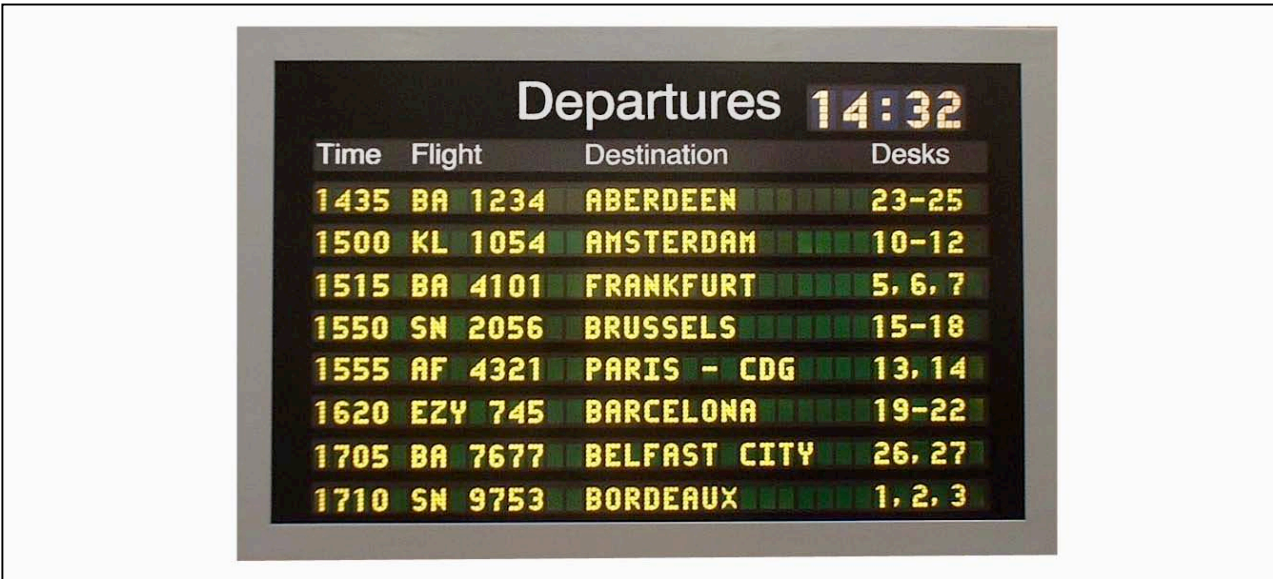 Departures 14:32
Time Flight Destination Desks
1435 BA 1234 ABERDEEN 23-25
1500 KL 1054 AMSTERDAM 10-12
1515 BA 4101 FRANKFURT 5, 6, 7
1550 SN 2056 BRUSSELS 15-18
1555 AF 4321 PARIS - CDG 13, 14
1620 EZY 745 BARCELONA 19-22
1705 BA 7677 BELFAST CITY 26, 27
1710 SN 9753 BORDEAUX 1, 2, 3